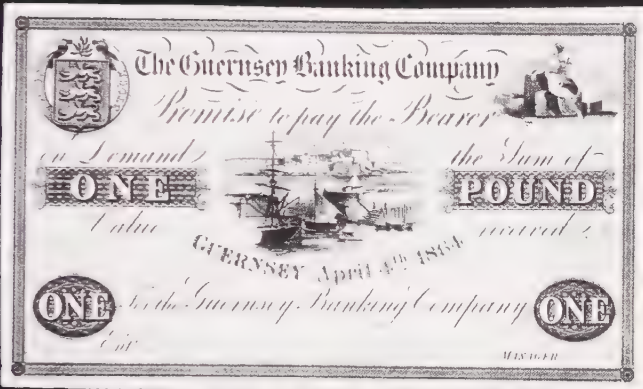 The Guernsey Banking Company
Promise to pay the Bearer
on Demand the Sum of
ONE POUND
Value received
GUERNSEY April 4th 1864
ONE For the Guernsey Banking Company ONE
Ent
MANAGER